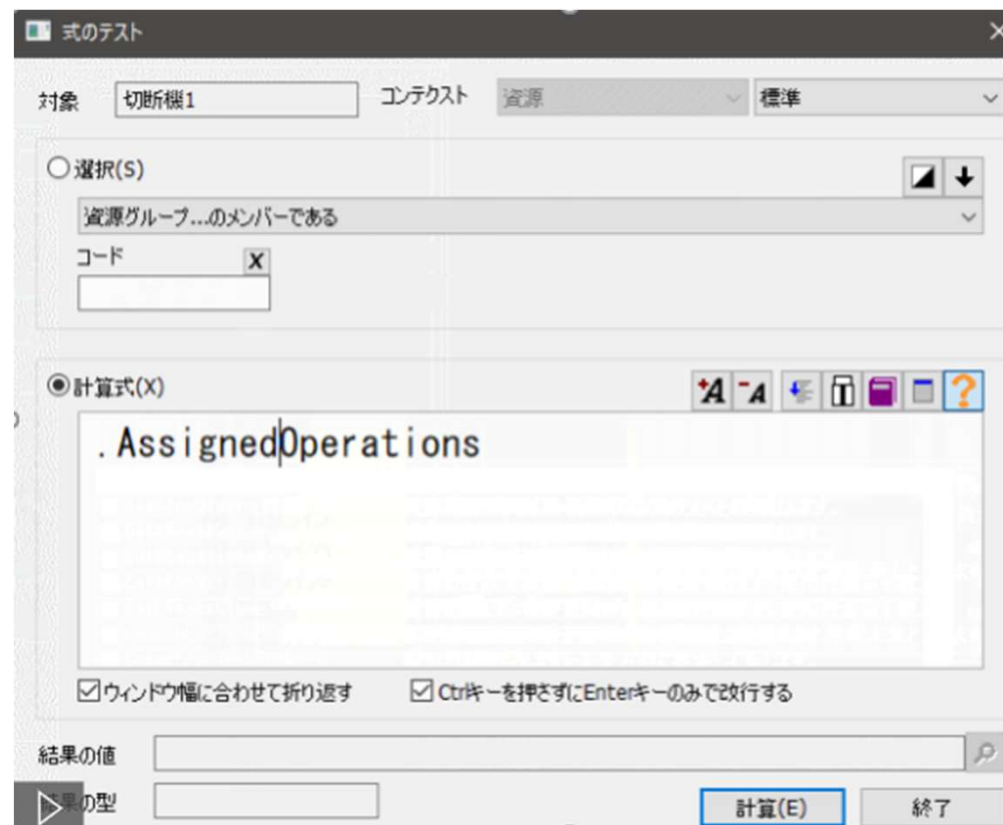 式のテスト
対象 切断機1 コンテクスト 資源 標準
選択(S)
資源グループ...のメンバーである
コード
X
計算式(X)
+A -A ?
.AssignedOperations
ウィンドウ幅に合わせて折り返す Ctrlキーを押さずにEnterキーのみで改行する
結果の値
結果の型 計算(E) 終了